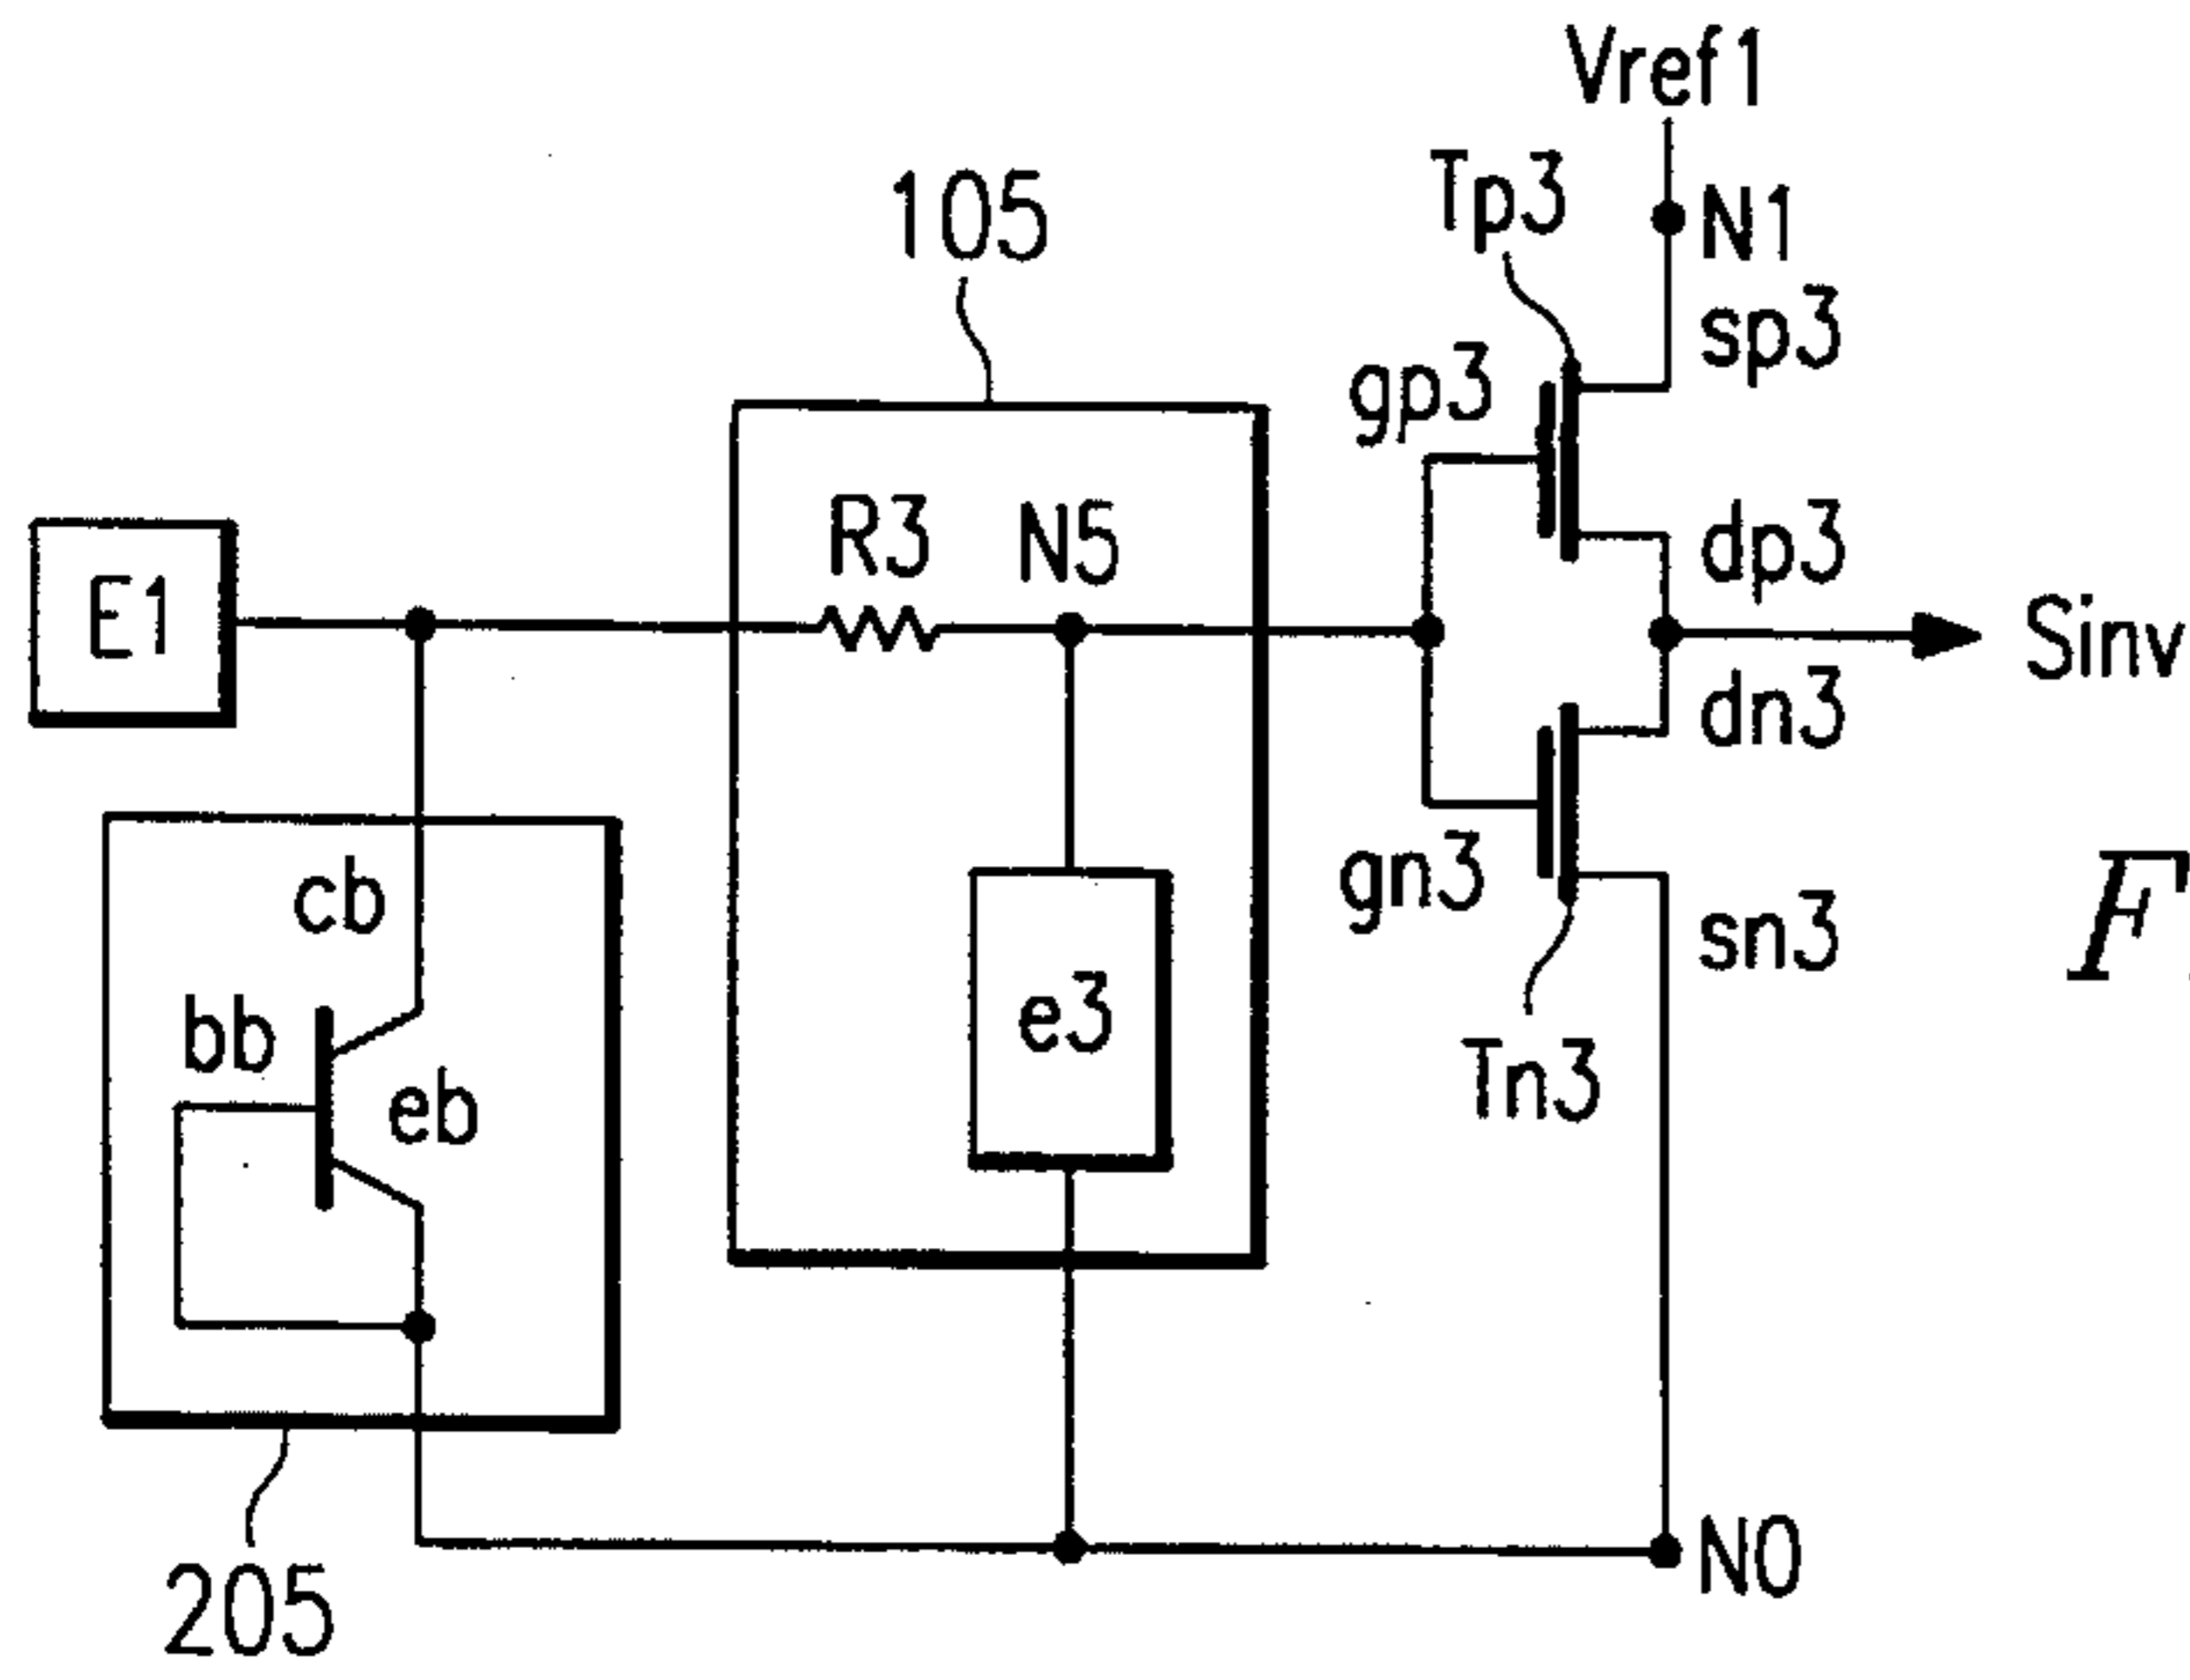 Vref1
Tp3
N1
105
sp3
gp3
R3
N5
dp3
E1
Sinv
dn3
cb
gn3
sn3
F
e3
bb
eb
Tn3
N0
205